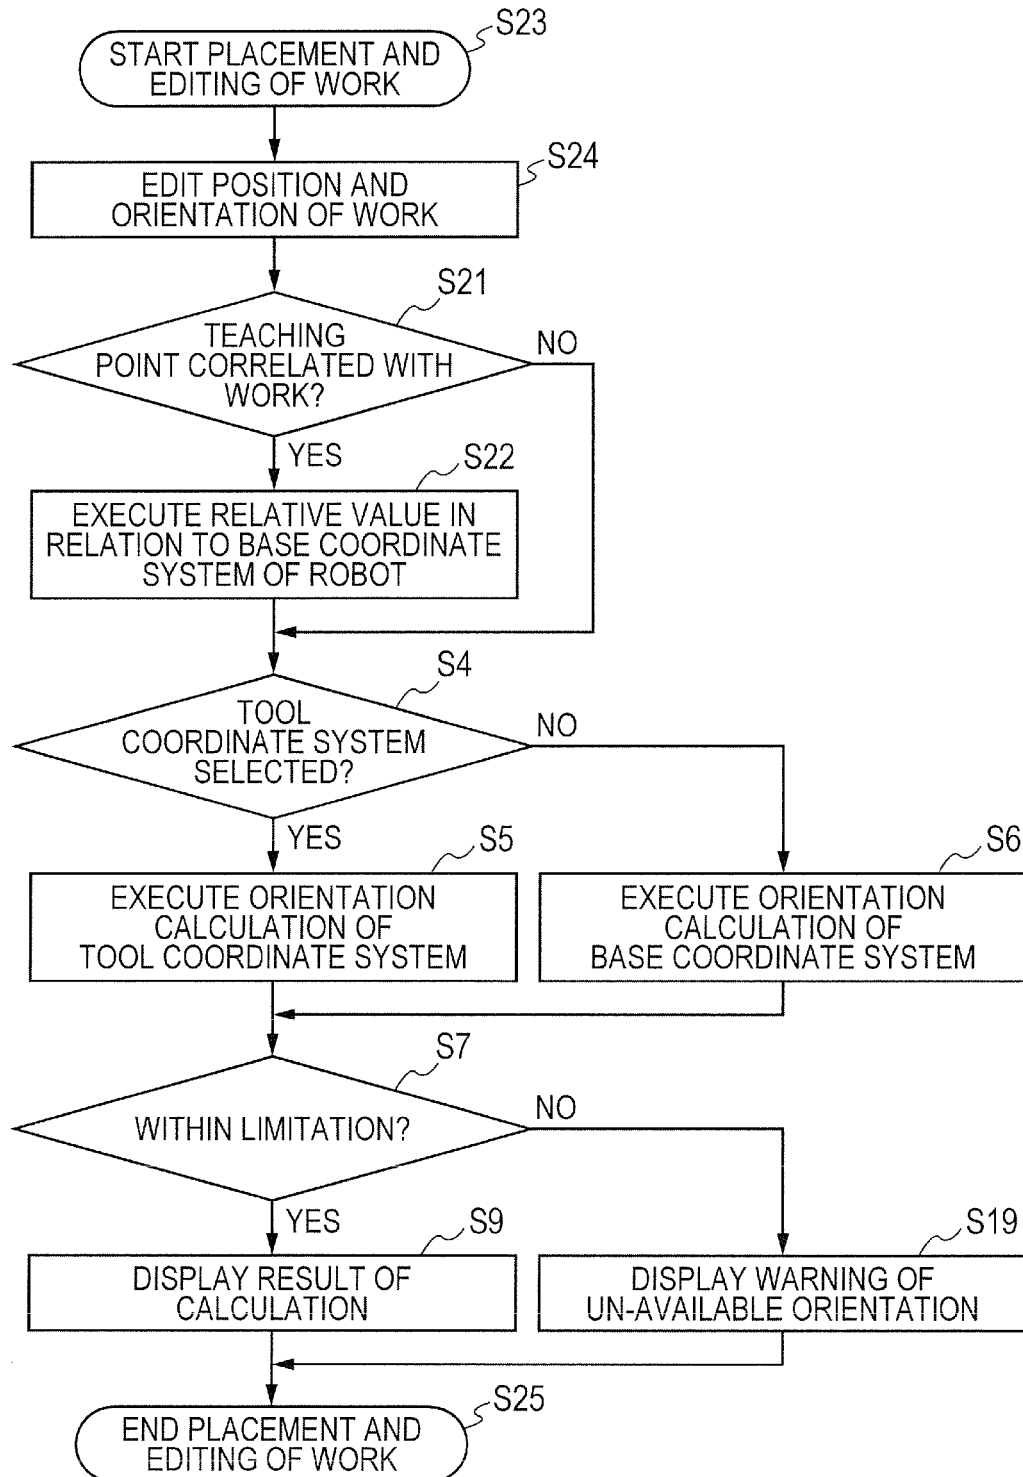 S23
START PLACEMENT AND
EDITING OF WORK
S24
EDIT POSITION AND
ORIENTATION OF WORK
S21
TEACHING
POINT CORRELATED WITH
WORK?
NO
YES
S22
EXECUTE RELATIVE VALUE IN
RELATION TO BASE COORDINATE
SYSTEM OF ROBOT
S4
TOOL
COORDINATE SYSTEM
SELECTED?
NO
YES
S5
EXECUTE ORIENTATION
CALCULATION OF
TOOL COORDINATE SYSTEM
S6
EXECUTE ORIENTATION
CALCULATION OF
BASE COORDINATE SYSTEM
S7
WITHIN LIMITATION?
NO
YES
S9
DISPLAY RESULT OF
CALCULATION
S19
DISPLAY WARNING OF
UN-AVAILABLE ORIENTATION
S25
END PLACEMENT AND
EDITING OF WORK